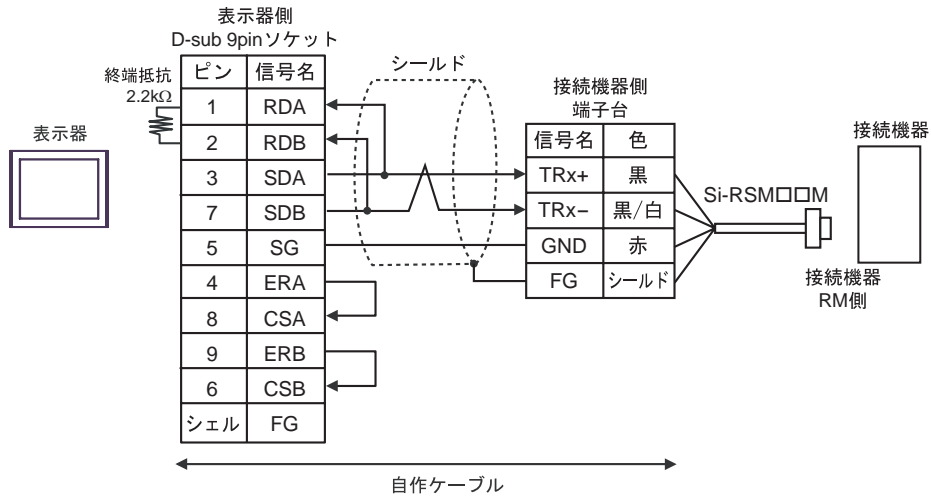 表示器側
D-sub 9pinソケット
終端抵抗
2.2kΩ
表示器
ピン 信号名
1 RDA
2 RDB
3 SDA
7 SDB
5 SG
4 ERA
8 CSA
9 ERB
6 CSB
シェル FG
シールド
接続機器側
端子台
信号名 色
TRx+ 黒
TRx− 黒/白
GND 赤
FG シールド
Si-RSM□□M
接続機器
接続機器
RM側
自作ケーブル